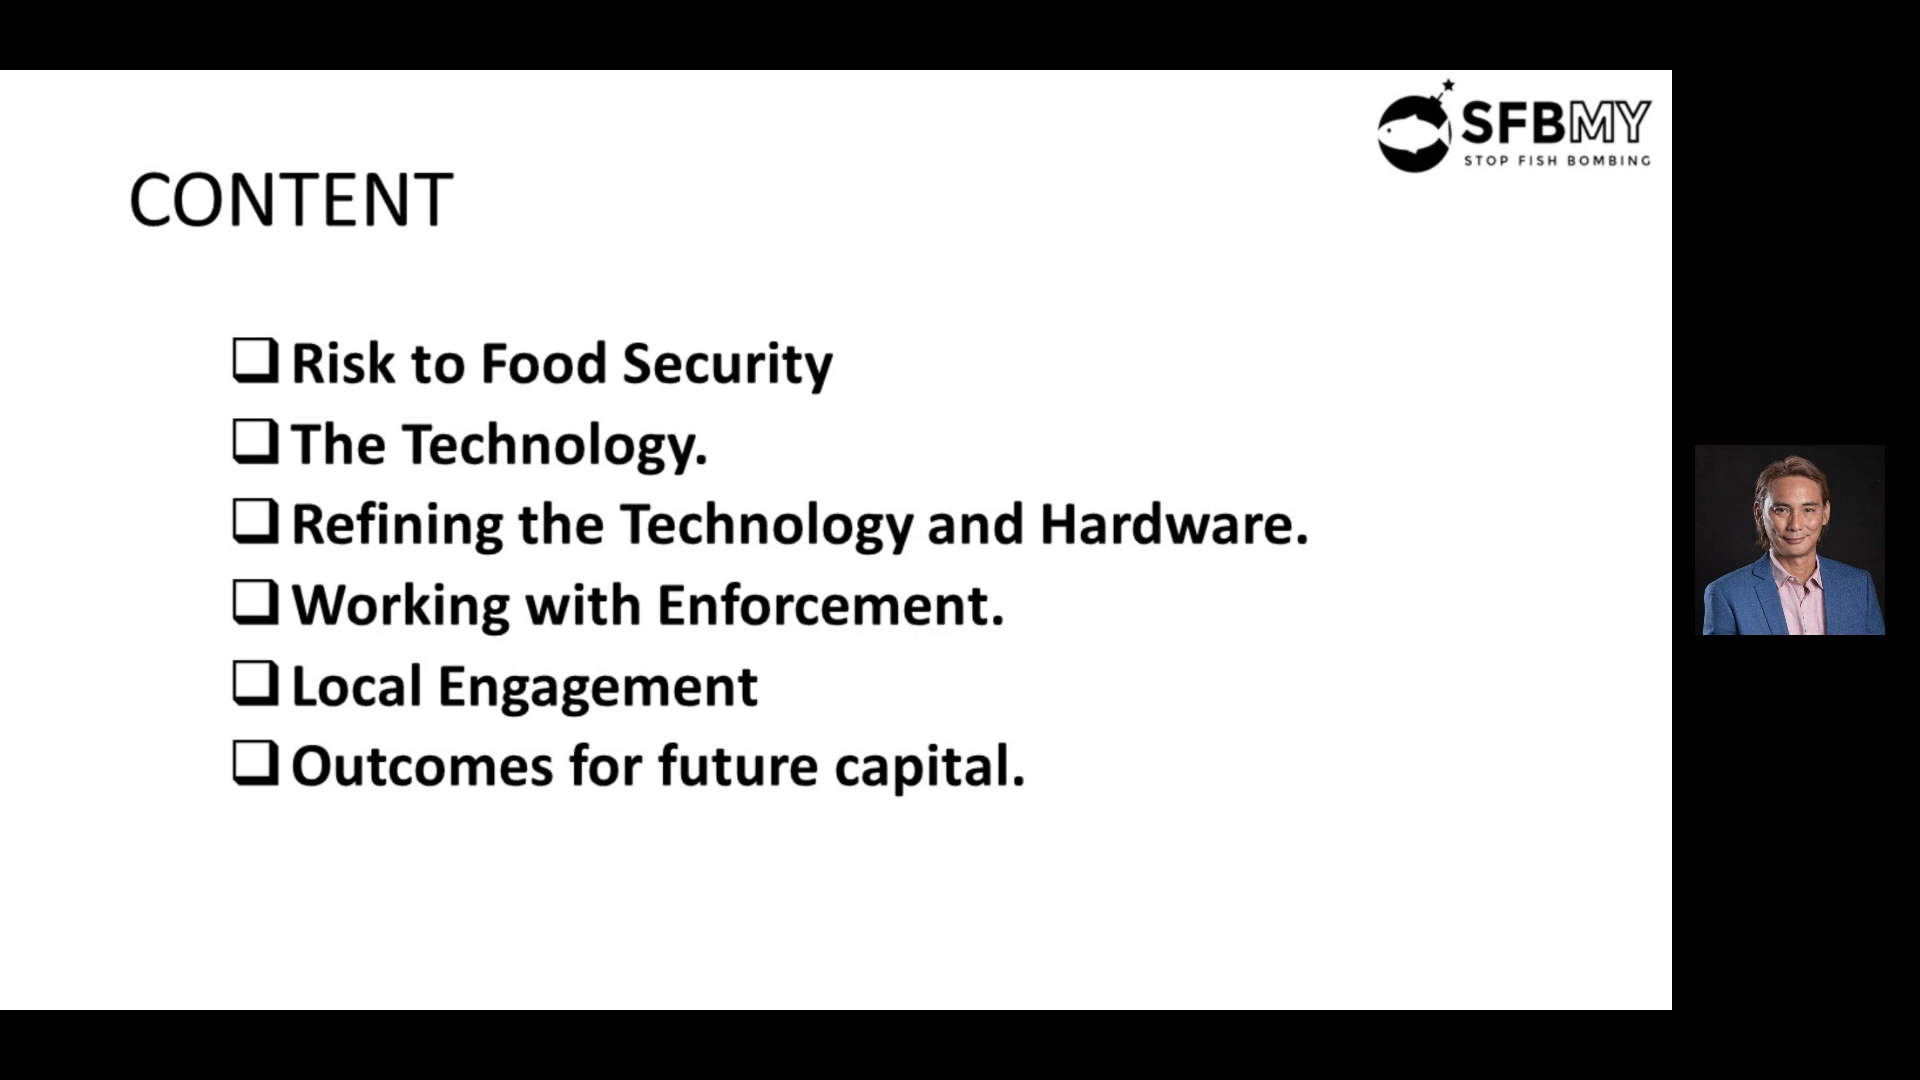 SFBMY
STOP FISH BOMBING
CONTENT
Risk to Food Security
The Technology.
Refining the Technology and Hardware.
Working with Enforcement.
Local Engagement
Outcomes for future capital.